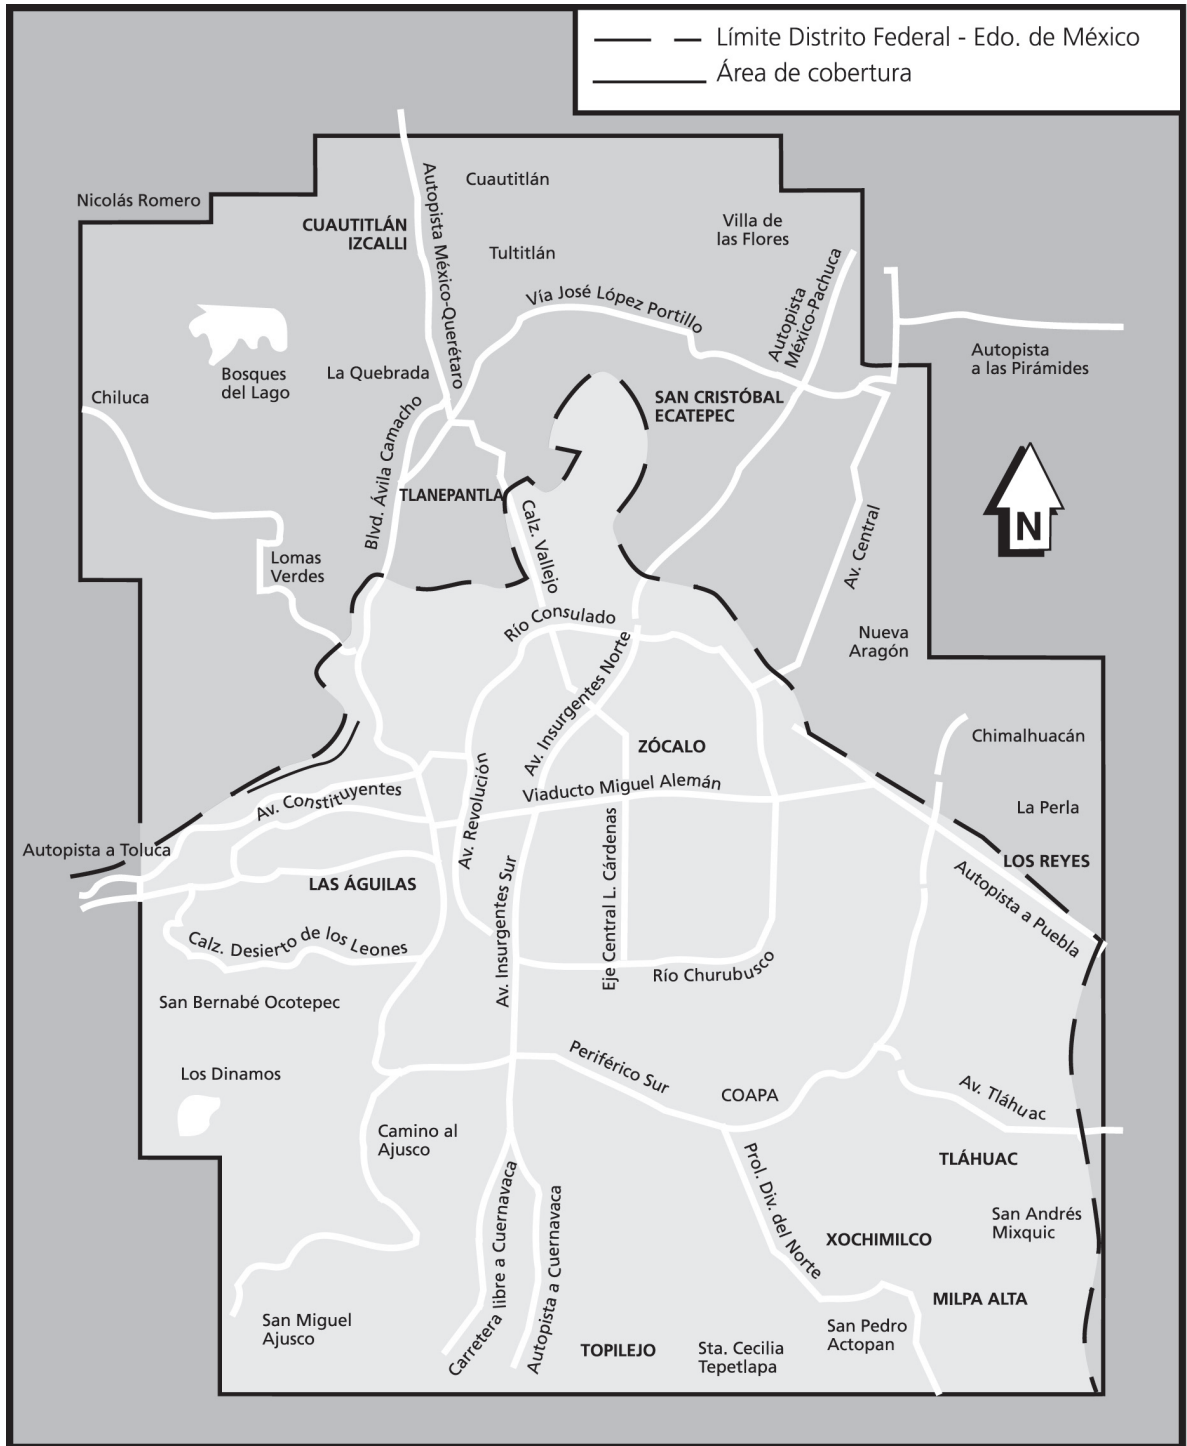 Límite Distrito Federal - Edo. de México
Área de cobertura
Cuautitlán
Nicolás Romero
CUAUTITLÁN
IZCALLI
Autopista México-Querétaro
Villa de
las Flores
Tultitlán
Vía José López Portillo
Autopista
México-Pachuca
Autopista
a las Pirámides
Bosques
del Lago
La Quebrada
Chiluca
SAN CRISTÓBAL
ECATEPEC
Blvd. Ávila Camacho
TLANEPANTLA
Calz. Vallejo
Av. Central
N
Lomas
Verdes
Río Consulado
Nueva
Aragón
Av. Insurgentes Norte
ZÓCALO
Chimalhuacán
Av. Constituyentes
Av. Revolución
Viaducto Miguel Alemán
La Perla
Autopista a Toluca
LOS REYES
LAS ÁGUILAS
Av. Insurgentes Sur
Eje Central L. Cárdenas
Autopista a Puebla
Calz. Desierto de los Leones
Río Churubusco
San Bernabé Ocotepec
Los Dinamos
Periférico Sur
COAPA
Av. Tláhuac
Camino al
Ajusco
TLÁHUAC
Prol. Div. del Norte
San Andrés
Mixquic
XOCHIMILCO
Carretera libre a Cuernavaca
Autopista a Cuernavaca
MILPA ALTA
San Miguel
Ajusco
San Pedro
Actopan
TOPILEJO
Sta. Cecilia
Tepetlapa